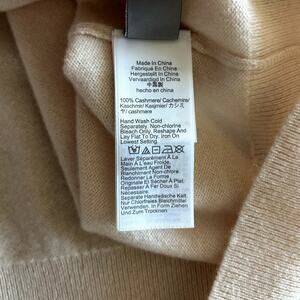 Made In China
Fabriqué En Chine
Hergestellt In China
Vervaardigd In China
中国製
hecho en china
100% Cashmere/ Cachemire/
Kaschmir/ Kasjmier/ カシミ
ヤ/ cashmere
Hand Wash Cold
Separately. Non-chlorine
Bleach Only. Reshape And
Lay Flat To Dry. Iron On
Lowest Setting.
Laver Séparément À La
Main À L'eau Froide.
Seulement Détergent Au
Blanchiment Non-chlore.
Redonner La Forme
Originale Et Sécher À Plat.
Repasser À Fer Doux Si
Nécessaire.
Separate Handwäsche Kalt.
Nur Chlorfreies Bleichmittel
Verwenden. In Form Ziehen
Und Zum Trocknen